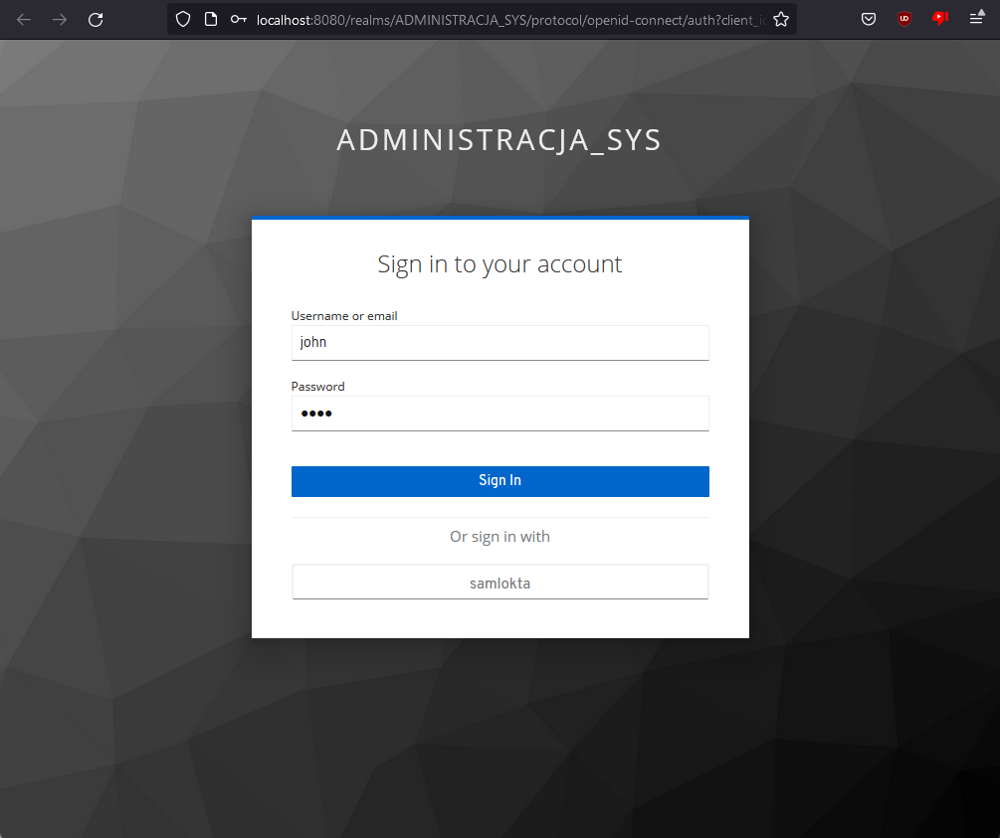 localhost:8080/realms/ADMINISTRACJA_SYS/protocol/openid-connect/auth?client_i
ADMINISTRACJA_SYS
Sign in to your account
Username or email
john
Password
••••
Sign In
Or sign in with
samlokta